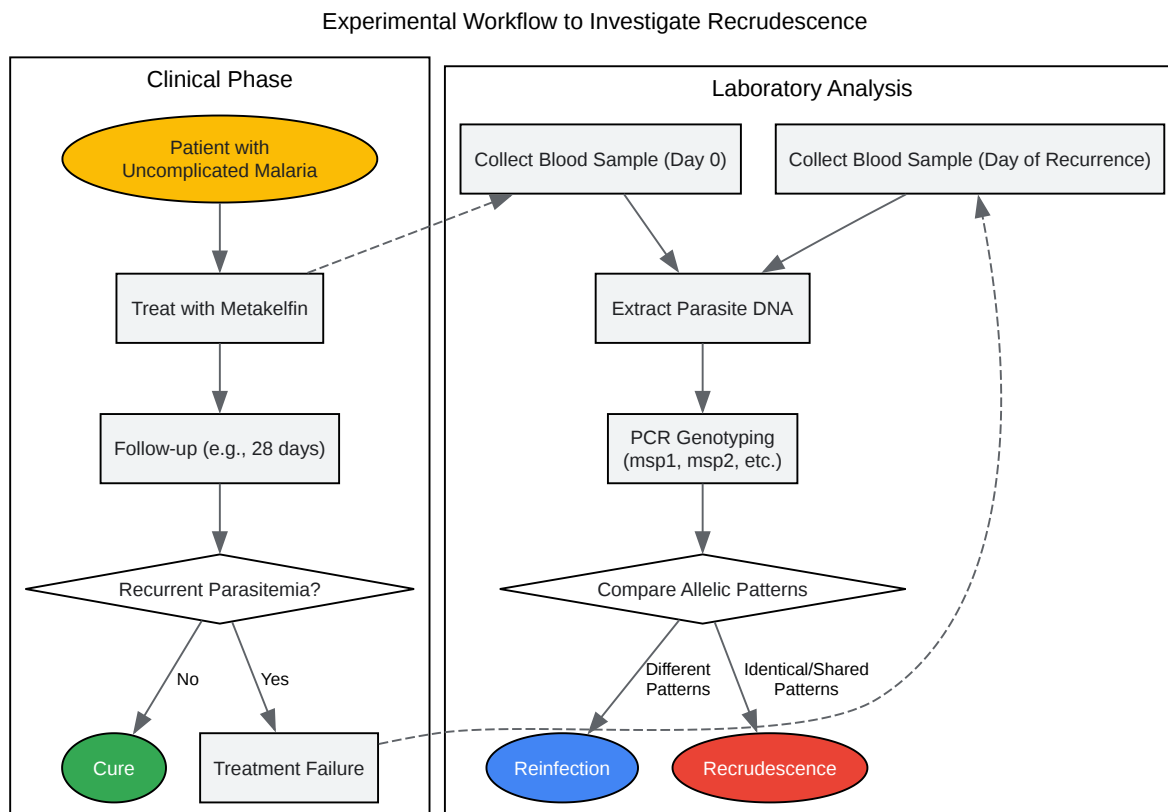 Experimental Workflow to Investigate Recrudescence
Clinical Phase
Patient with
Uncomplicated Malaria
Treat with Metakelfin
Follow-up (e.g., 28 days)
Recurrent Parasitemia?
No
Yes
Cure
Treatment Failure
Laboratory Analysis
Collect Blood Sample (Day 0)
Collect Blood Sample (Day of Recurrence)
Extract Parasite DNA
PCR Genotyping
(msp1, msp2, etc.)
Compare Allelic Patterns
Different
Patterns
Identical/Shared
Patterns
Reinfection
Recrudescence